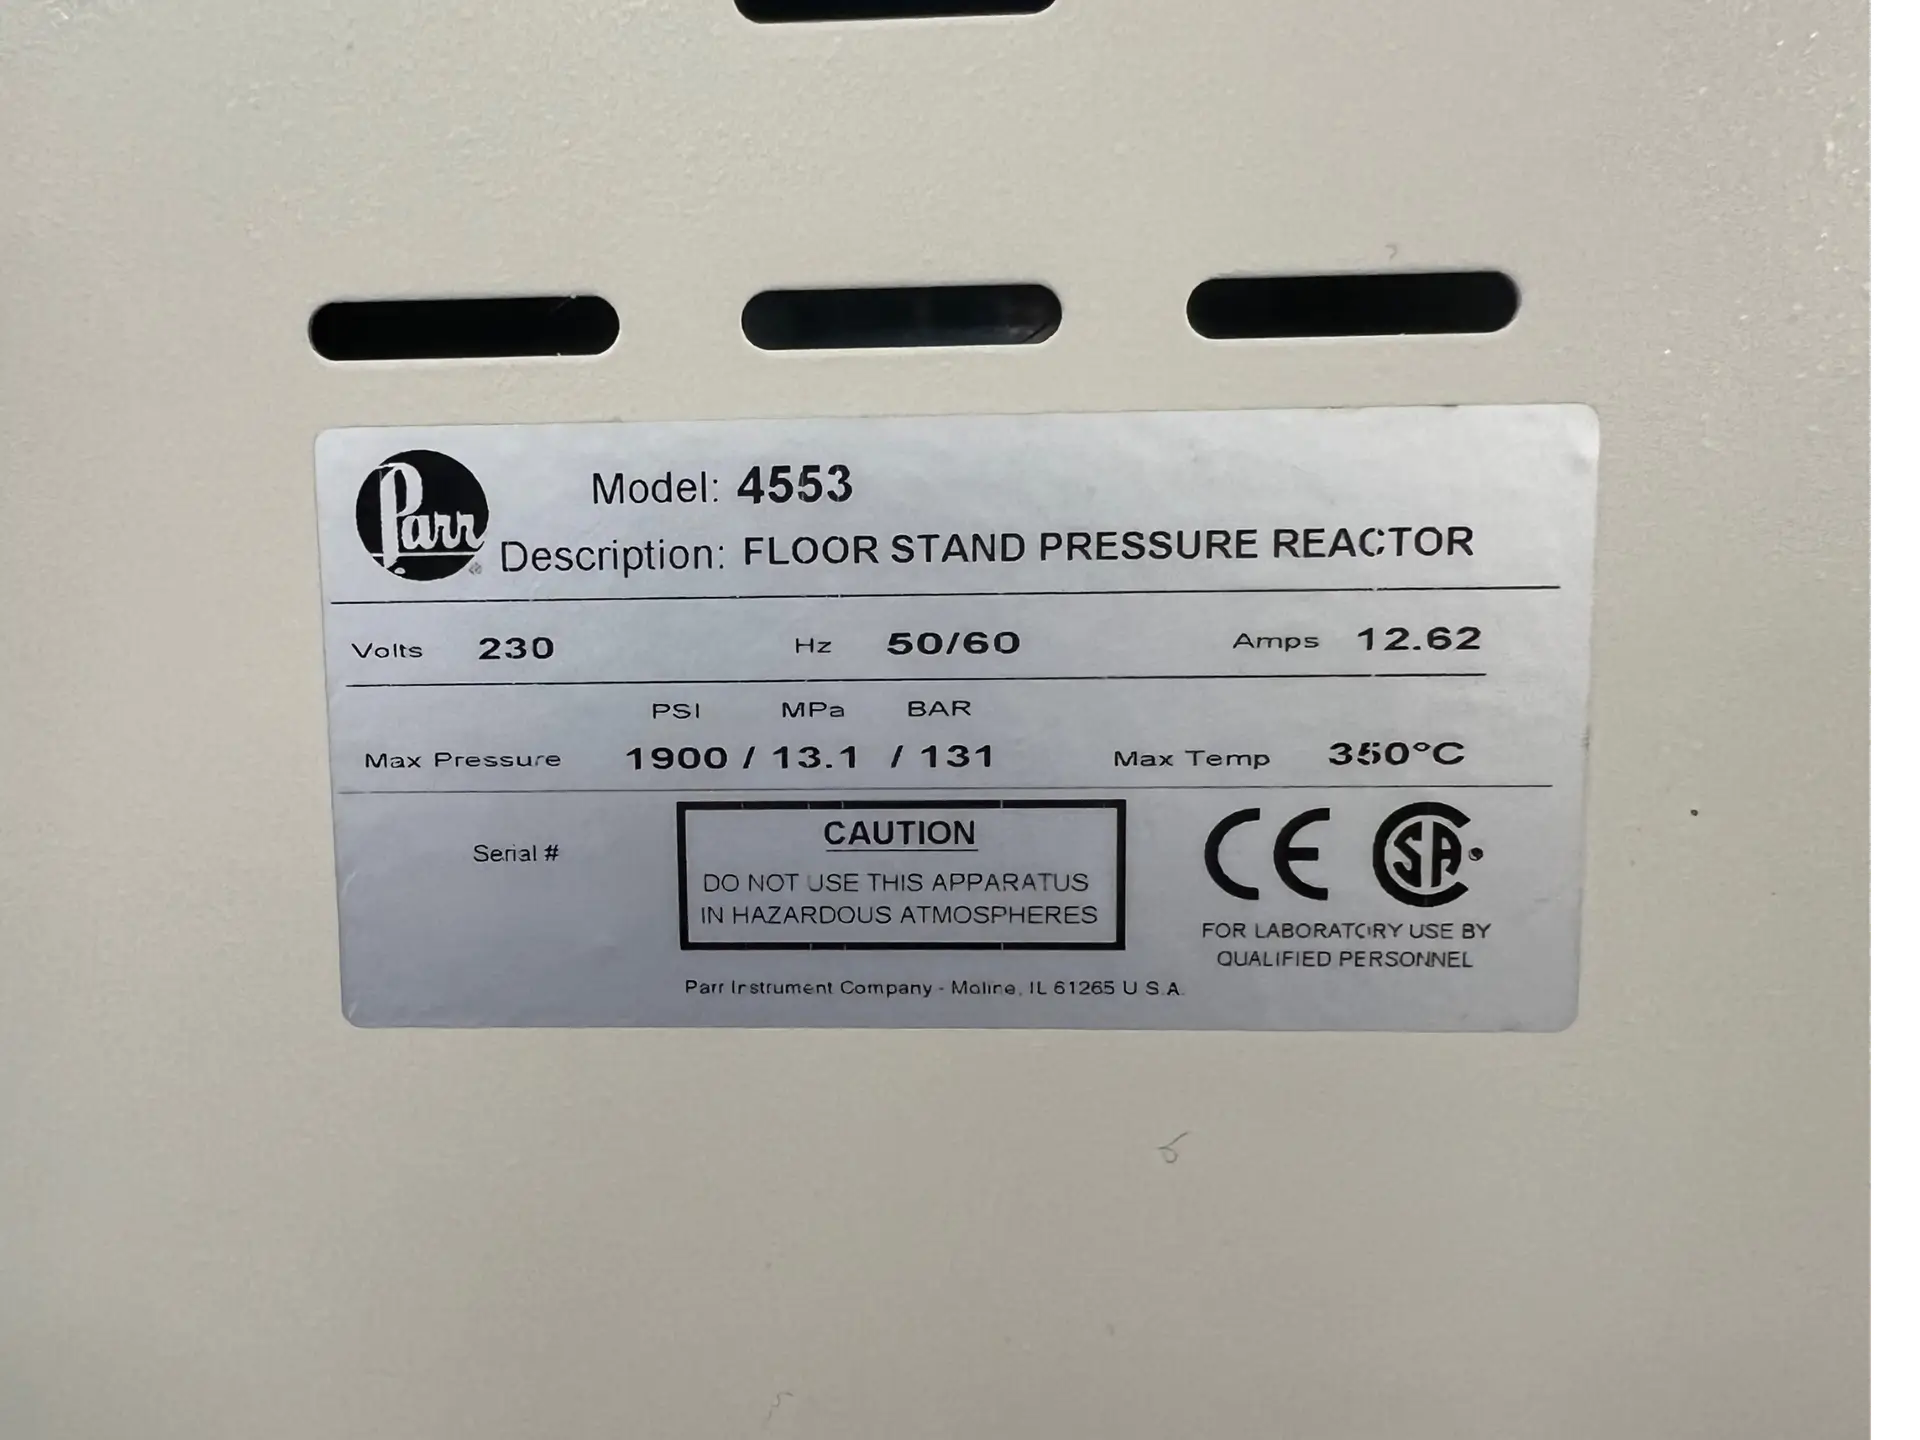 Parr
Model: 4553
Description: FLOOR STAND PRESSURE REACTOR
Volts 230 Hz 50/60 Amps 12.62
PSI MPa BAR
Max Pressure 1900 / 13.1 / 131 Max Temp 350°C
Serial #
CAUTION
DO NOT USE THIS APPARATUS
IN HAZARDOUS ATMOSPHERES
CE SA
FOR LABORATORY USE BY
QUALIFIED PERSONNEL
Parr Instrument Company - Moline, IL 61265 U.S.A.